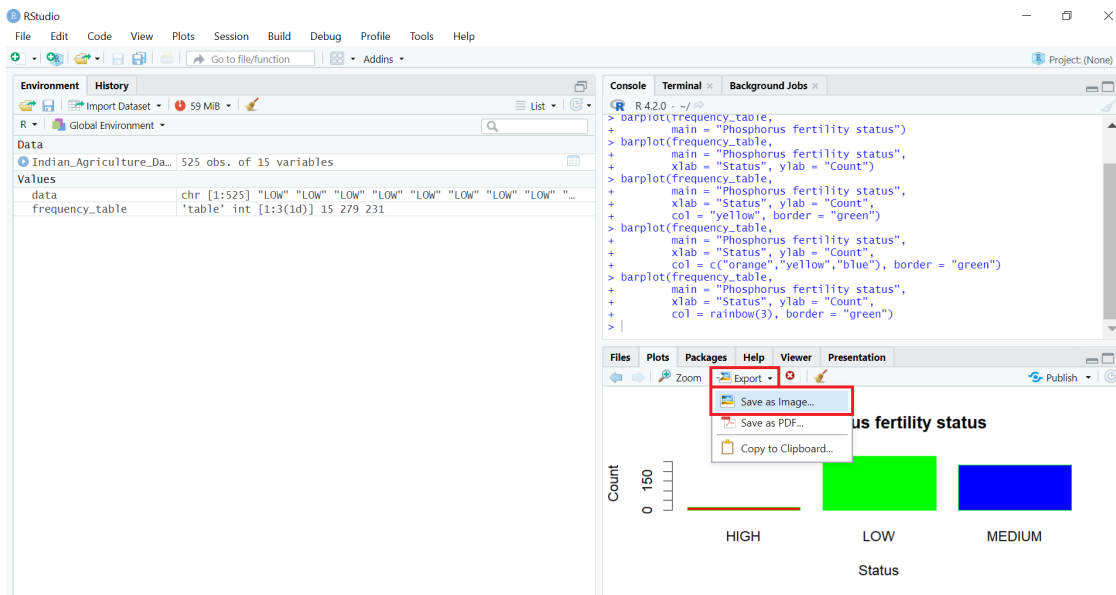 RStudio
File Edit Code View Plots Session Build Debug Profile Tools Help
Go to file/function Addins Project: (None)
Environment History
Import Dataset 59 MiB List
R Global Environment
Data
Indian_Agriculture_Da… 525 obs. of 15 variables
Values
data chr [1:525] "LOW" "LOW" "LOW" "LOW" "LOW" "LOW" "LOW" "LOW" "…
frequency_table 'table' int [1:3(1d)] 15 279 231
Console Terminal Background Jobs
R 4.2.0 · ~/
> barplot(frequency_table,
+ main = "Phosphorus fertility status")
> barplot(frequency_table,
+ main = "Phosphorus fertility status",
+ xlab = "Status", ylab = "Count")
> barplot(frequency_table,
+ main = "Phosphorus fertility status",
+ xlab = "Status", ylab = "Count",
+ col = "yellow", border = "green")
> barplot(frequency_table,
+ main = "Phosphorus fertility status",
+ xlab = "Status", ylab = "Count",
+ col = c("orange","yellow","blue"), border = "green")
> barplot(frequency_table,
+ main = "Phosphorus fertility status",
+ xlab = "Status", ylab = "Count",
+ col = rainbow(3), border = "green")
>
Files Plots Packages Help Viewer Presentation
Zoom Export Publish
Save as Image...
Save as PDF...
Copy to Clipboard...
us fertility status
Count
0 150
HIGH LOW MEDIUM
Status